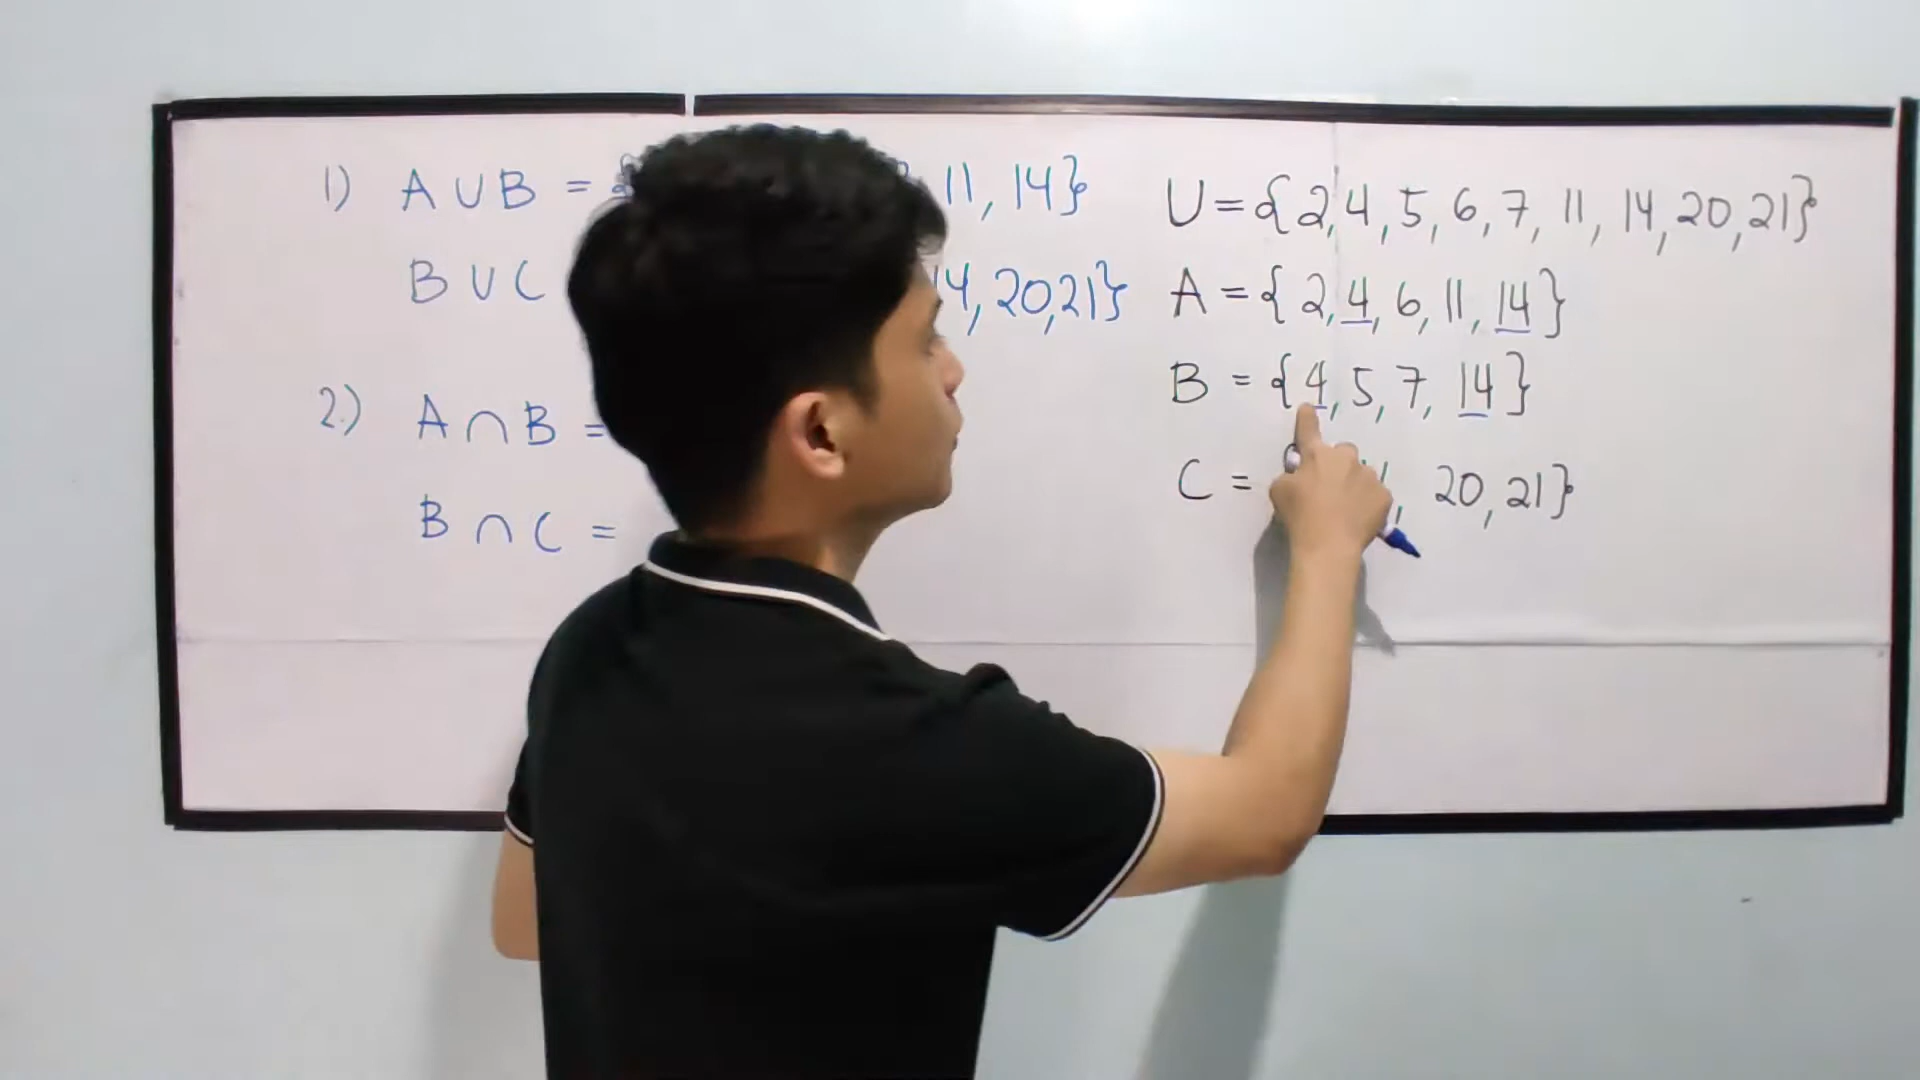 1) A ∪ B = { 11, 14}
B ∪ C 14, 20, 21}
2.) A ∩ B =
B ∩ C =
U = {2, 4, 5, 6, 7, 11, 14, 20, 21}
A = {2, 4, 6, 11, 14}
B = {4, 5, 7, 14}
C = 20, 21}